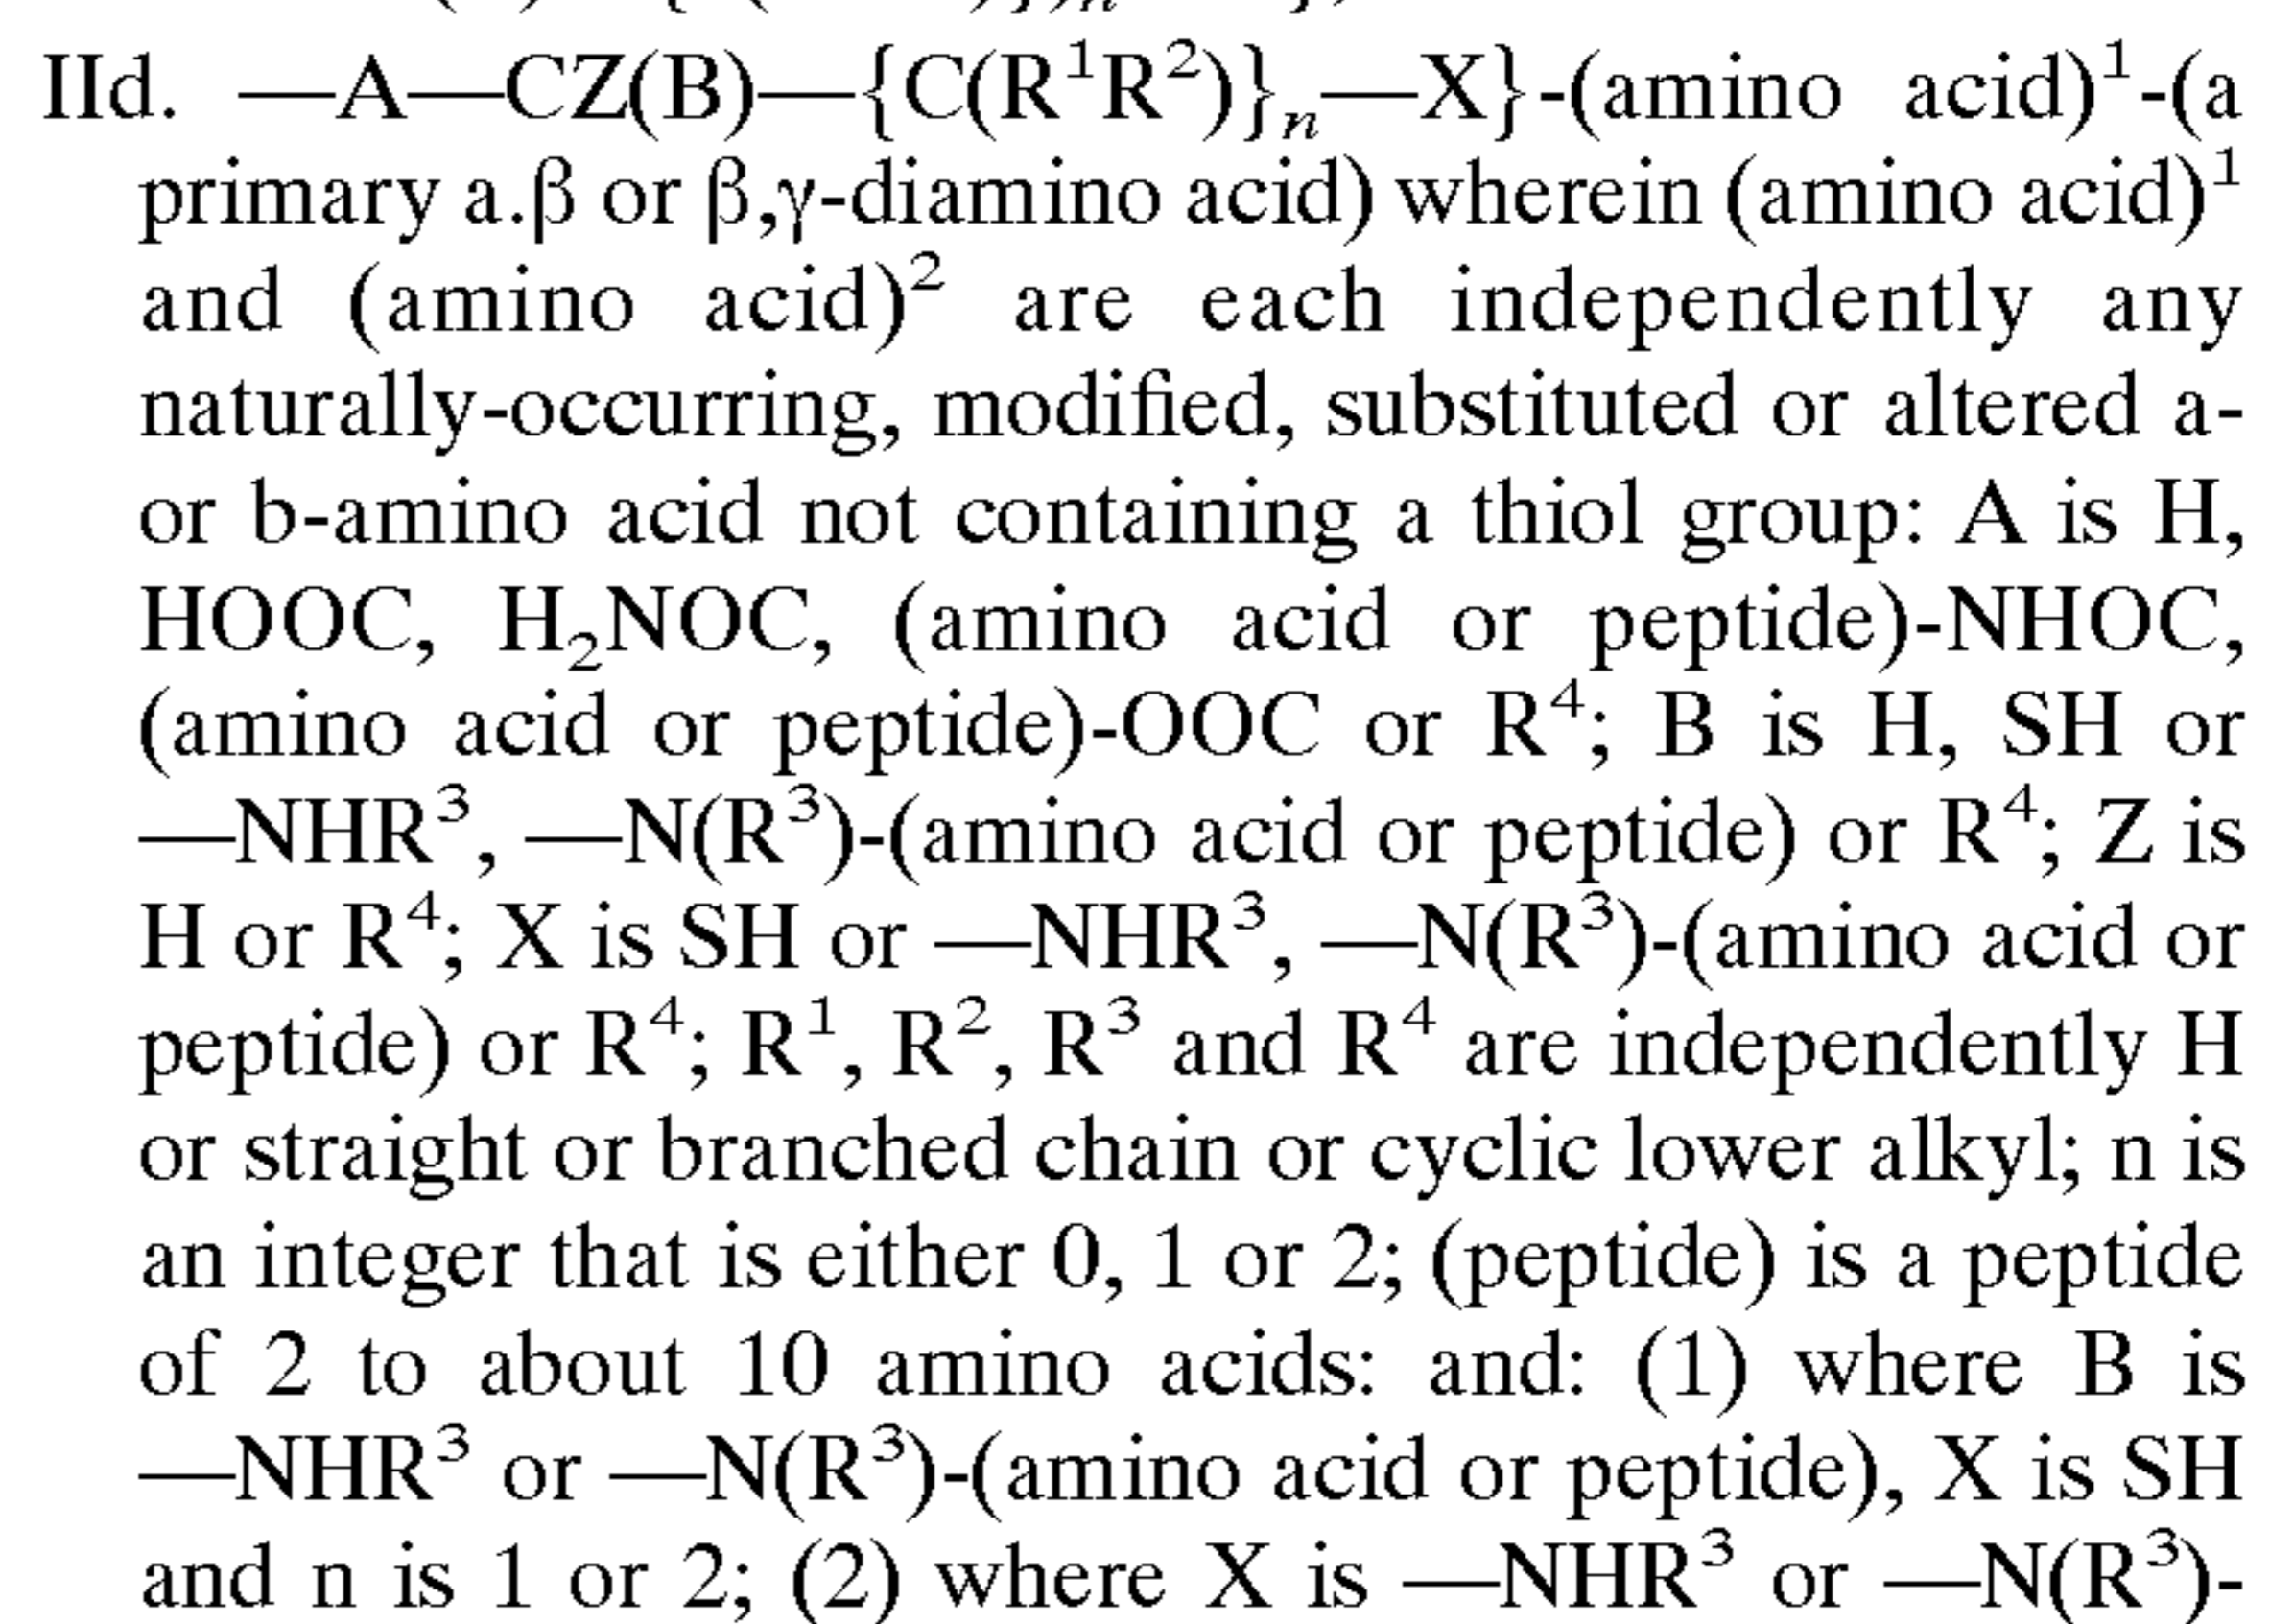 IId. —A—CZ(B)—{C(R¹R²)}ₙ—X}-(amino acid)¹-(a
primary a.β or β,γ-diamino acid) wherein (amino acid)¹
and (amino acid)² are each independently any
naturally-occurring, modified, substituted or altered a-
or b-amino acid not containing a thiol group: A is H,
HOOC, H₂NOC, (amino acid or peptide)-NHOC,
(amino acid or peptide)-OOC or R⁴; B is H, SH or
—NHR³, —N(R³)-(amino acid or peptide) or R⁴; Z is
H or R⁴; X is SH or —NHR³, —N(R³)-(amino acid or
peptide) or R⁴; R¹, R², R³ and R⁴ are independently H
or straight or branched chain or cyclic lower alkyl; n is
an integer that is either 0, 1 or 2; (peptide) is a peptide
of 2 to about 10 amino acids: and: (1) where B is
—NHR³ or —N(R³)-(amino acid or peptide), X is SH
and n is 1 or 2; (2) where X is —NHR³ or —N(R³)-